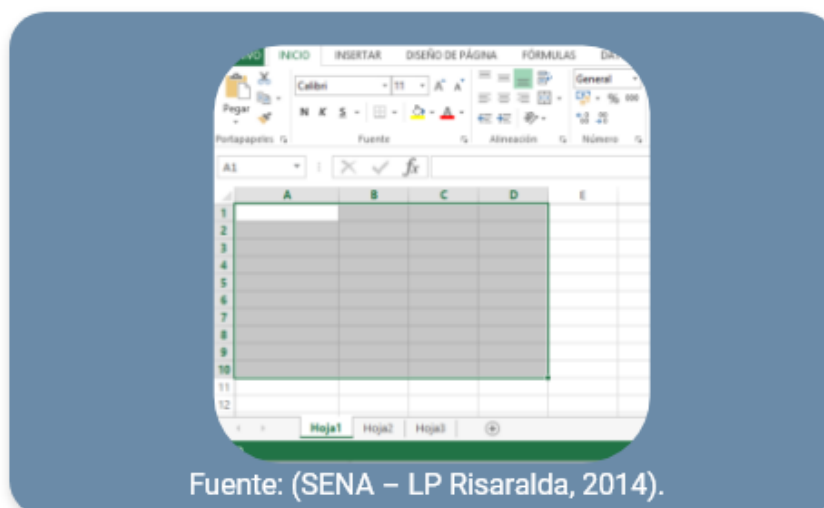 INICIO INSERTAR DISEÑO DE PÁGINA FÓRMULAS
Calibri 11 General
Pegar N K S % 000
Portapapeles Fuente Alineación Número
A1 fx
A B C D E
1
2
3
4
5
6
7
8
9
10
11
12
Hoja1 Hoja2 Hoja3
Fuente: (SENA – LP Risaralda, 2014).